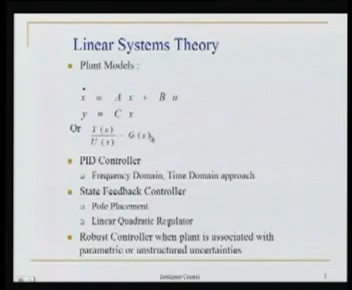 Linear Systems Theory
Plant Models :
ẋ = A x + B u
y = C x
Or Y (s) / U (s) = G (s)
PID Controller
Frequency Domain, Time Domain approach
State Feedback Controller
Pole Placement
Linear Quadratic Regulator
Robust Controller when plant is associated with
parametric or unstructured uncertainties
Intelligent Control
3